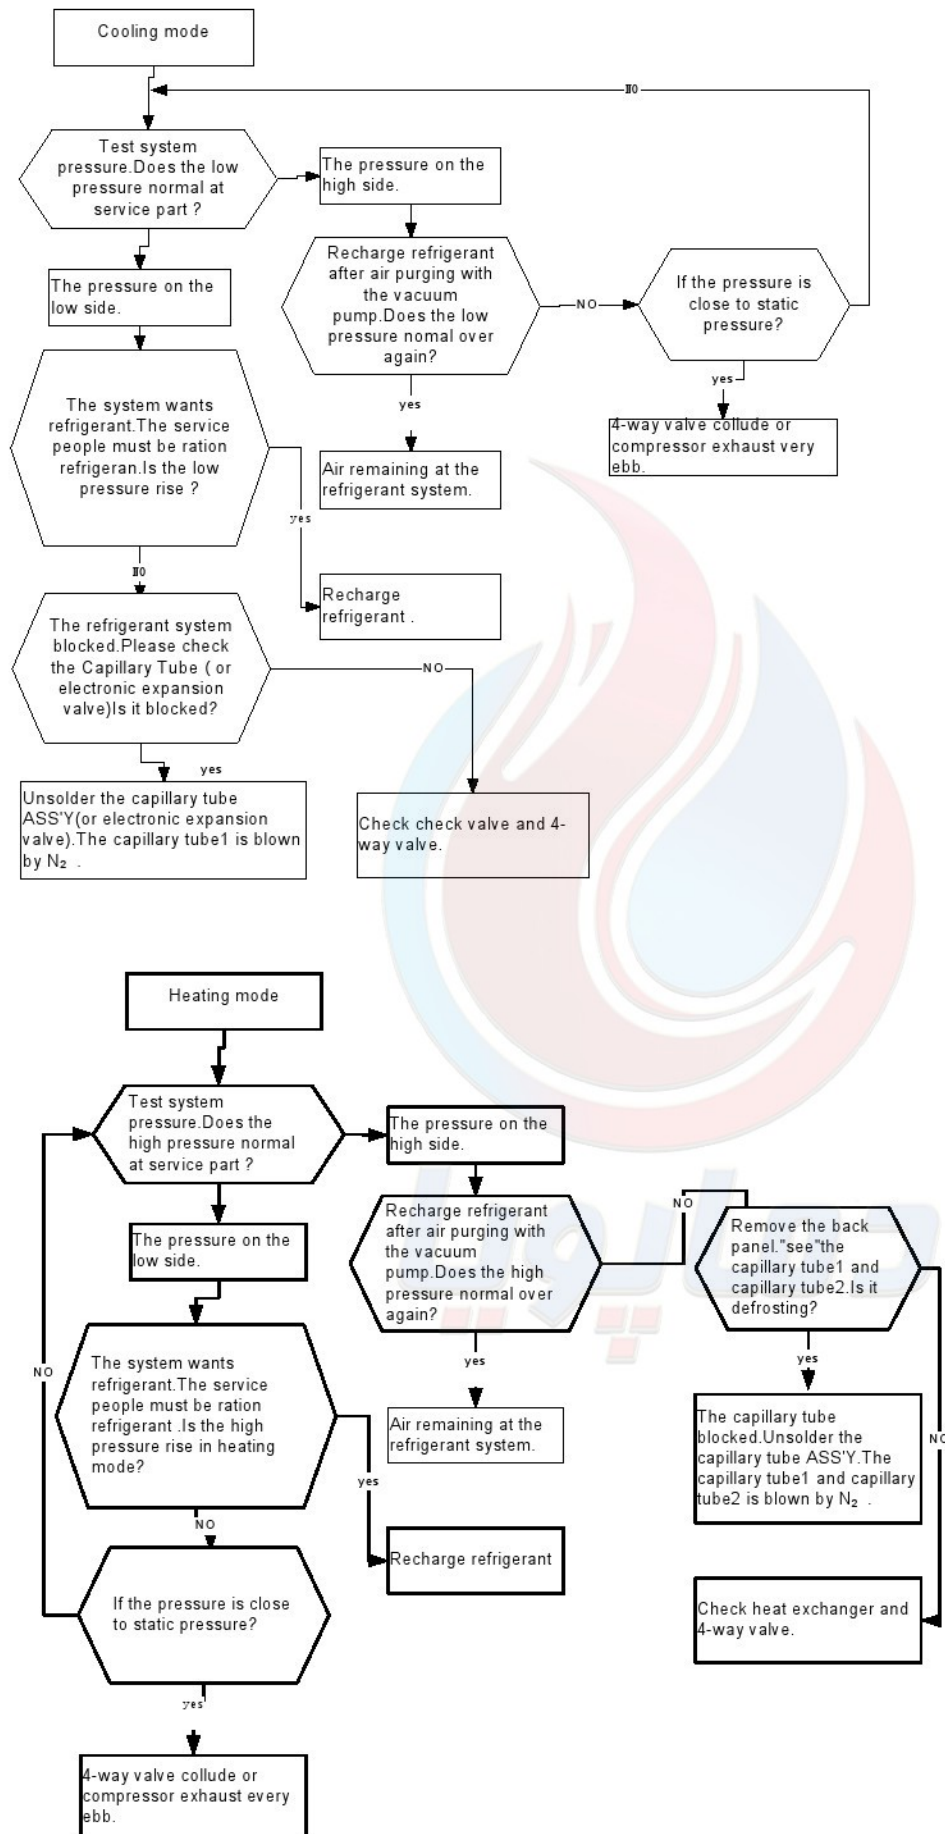 Cooling mode
NO
Test system
pressure.Does the low
pressure normal at
service part ?
The pressure on the
high side.
Recharge refrigerant
after air purging with
the vacuum
pump.Does the low
pressure nomal over
again?
NO
If the pressure is
close to static
pressure?
The pressure on the
low side.
yes
yes
4-way valve collude or
compressor exhaust very
ebb.
The system wants
refrigerant.The service
people must be ration
refrigeran.Is the low
pressure rise ?
Air remaining at the
refrigerant system.
yes
NO
Recharge
refrigerant .
The refrigerant system
blocked.Please check
the Capillary Tube ( or
electronic expansion
valve)Is it blocked?
NO
yes
Unsolder the capillary tube
ASS'Y(or electronic expansion
valve).The capillary tube1 is blown
by N₂ .
Check check valve and 4-
way valve.
Heating mode
Test system
pressure.Does the
high pressure normal
at service part ?
The pressure on the
high side.
Recharge refrigerant
after air purging with
the vacuum
pump.Does the high
pressure normal over
again?
NO
Remove the back
panel."see"the
capillary tube1 and
capillary tube2.Is it
defrosting?
The pressure on the
low side.
NO
yes
yes
The system wants
refrigerant.The service
people must be ration
refrigerant .Is the high
pressure rise in heating
mode?
Air remaining at the
refrigerant system.
The capillary tube
blocked.Unsolder the
capillary tube ASS'Y.The
capillary tube1 and capillary
tube2 is blown by N₂ .
NO
yes
NO
Recharge refrigerant
If the pressure is close
to static pressure?
Check heat exchanger and
4-way valve.
yes
4-way valve collude or
compressor exhaust every
ebb.
دماپویا